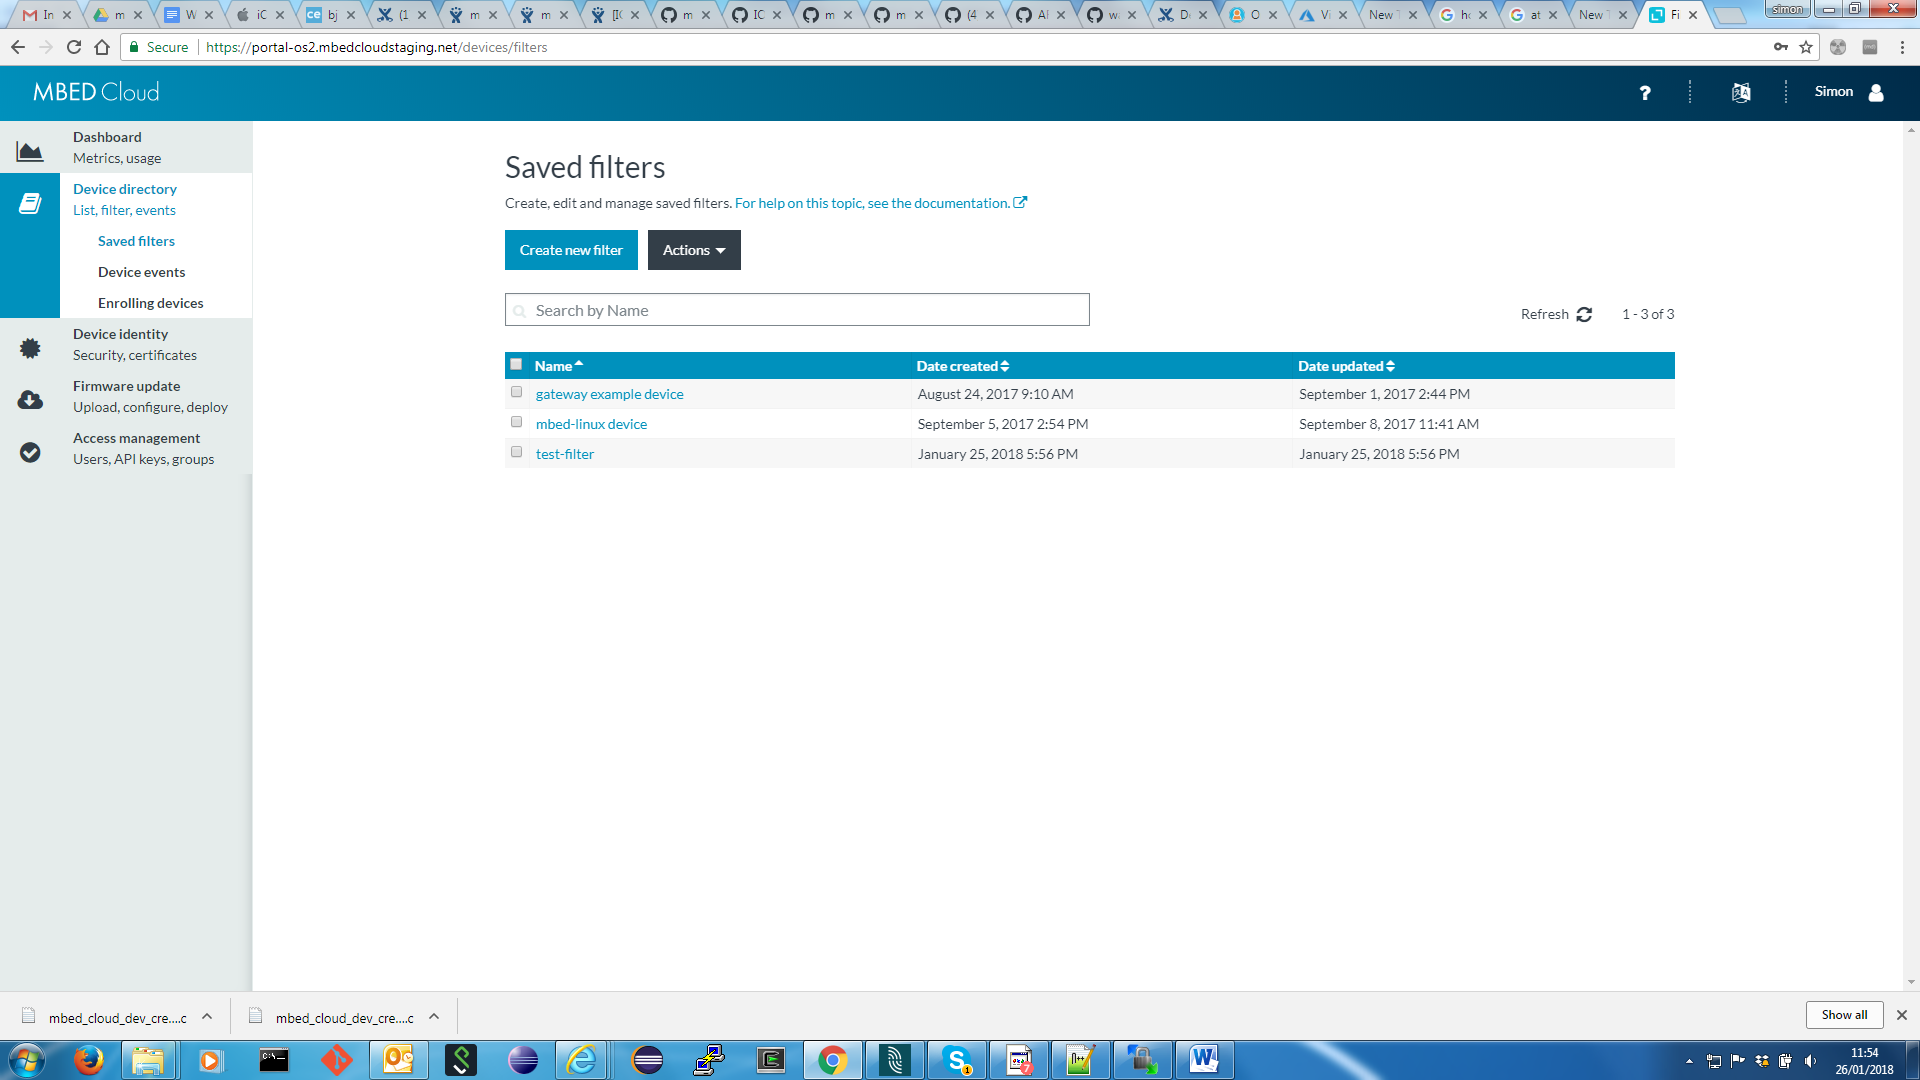 In
m
W
iC
bj
(1
m
m
[IC
m
IC
m
m
(4
Al
w
D
O
Vi
New T
h
at
New T
Fi
simon
Secure
https://portal-os2.mbedcloudstaging.net/devices/filters
MBED Cloud
?
Simon
Dashboard
Metrics, usage
Device directory
List, filter, events
Saved filters
Device events
Enrolling devices
Device identity
Security, certificates
Firmware update
Upload, configure, deploy
Access management
Users, API keys, groups
Saved filters
Create, edit and manage saved filters. For help on this topic, see the documentation.
Create new filter
Actions
Search by Name
Refresh
1 - 3 of 3
Name Date created Date updated
gateway example device August 24, 2017 9:10 AM September 1, 2017 2:44 PM
mbed-linux device September 5, 2017 2:54 PM September 8, 2017 11:41 AM
test-filter January 25, 2018 5:56 PM January 25, 2018 5:56 PM
mbed_cloud_dev_cre....c
mbed_cloud_dev_cre....c
Show all
11:54
26/01/2018